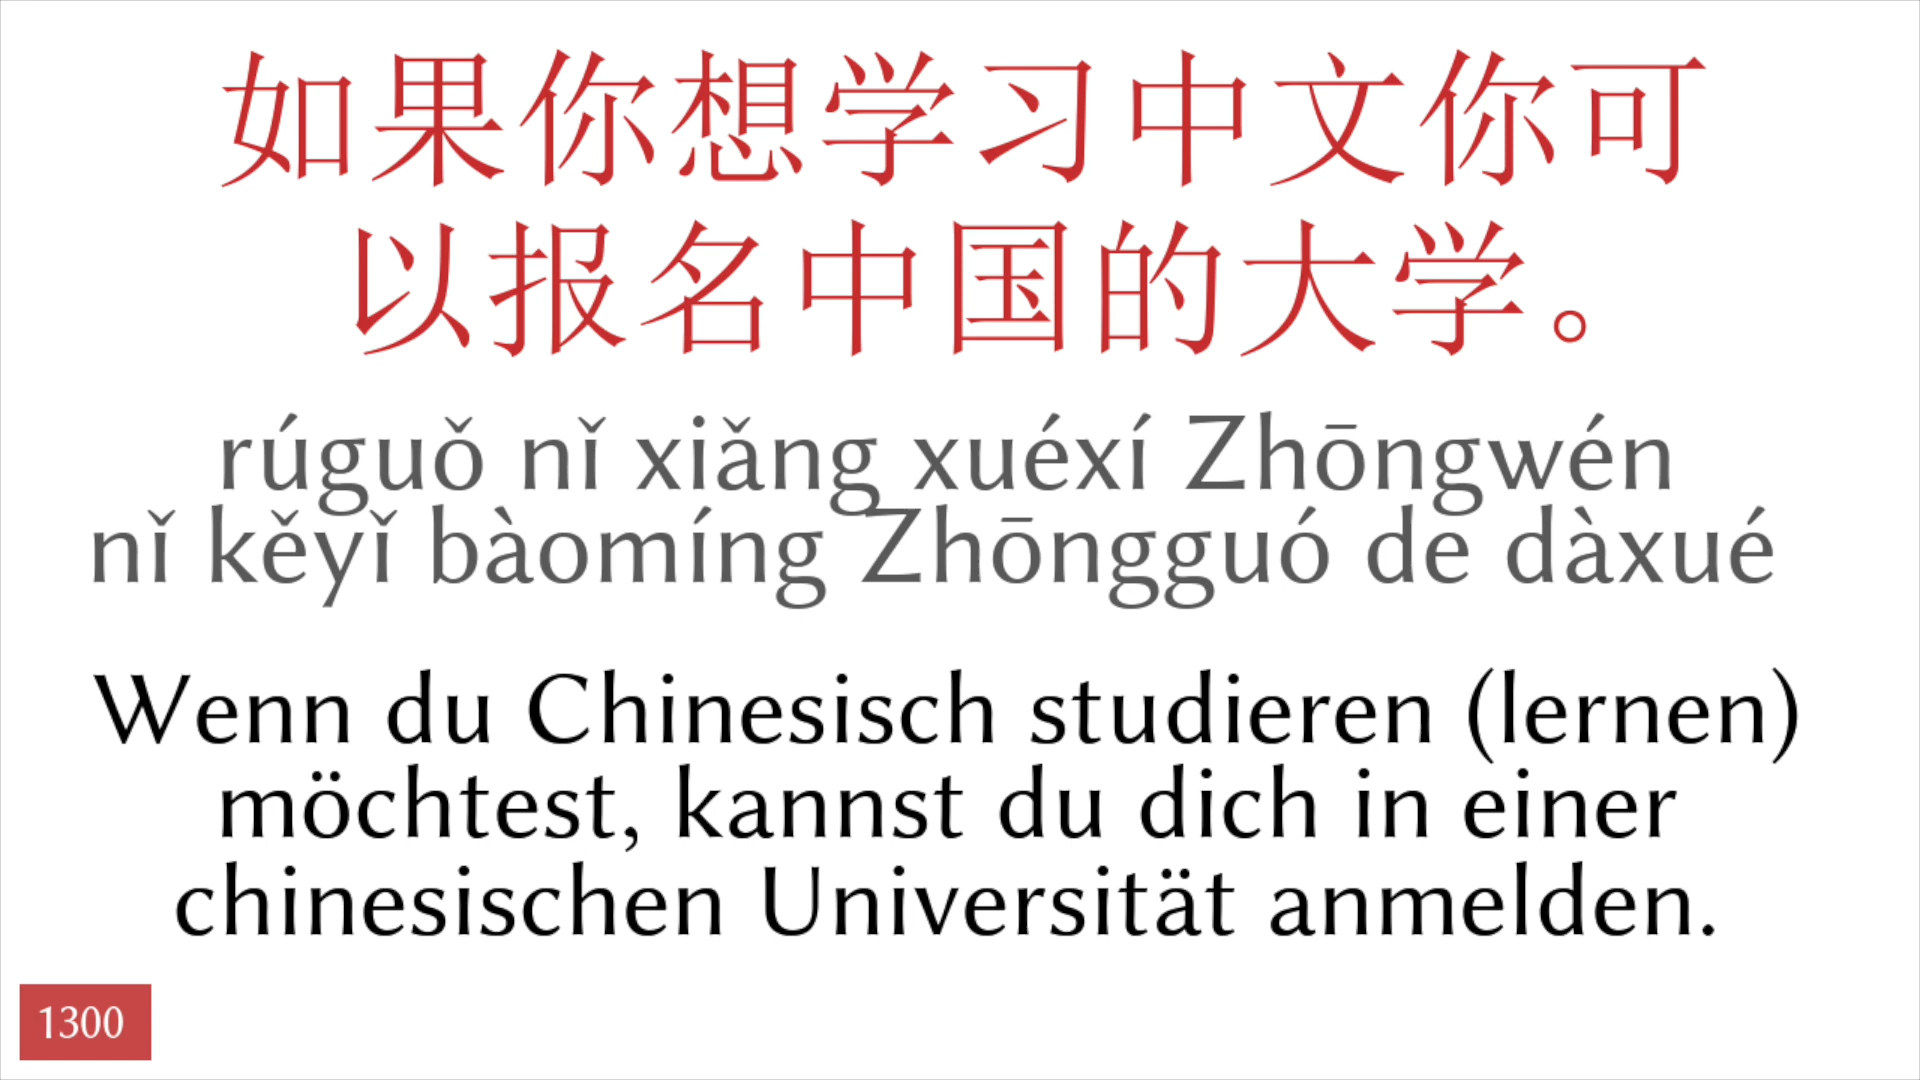 如果你想学习中文你可
以报名中国的大学。
rúguǒ nǐ xiǎng xuéxí Zhōngwén
nǐ kěyǐ bàomíng Zhōngguó de dàxué
Wenn du Chinesisch studieren (lernen)
möchtest, kannst du dich in einer
chinesischen Universität anmelden.
1300